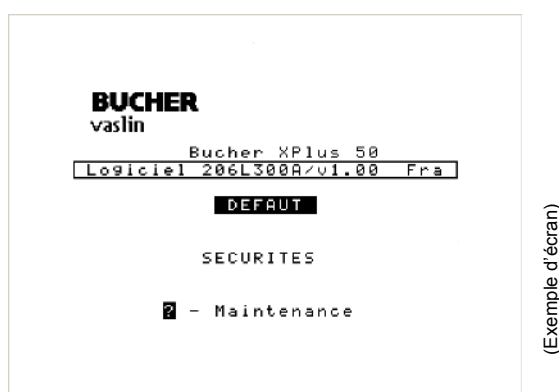 BUCHER
vaslin
Bucher XPlus 50
Logiciel 206L300A/v1.00 Fra
DEFAUT
SECURITES
? - Maintenance
(Exemple d'écran)